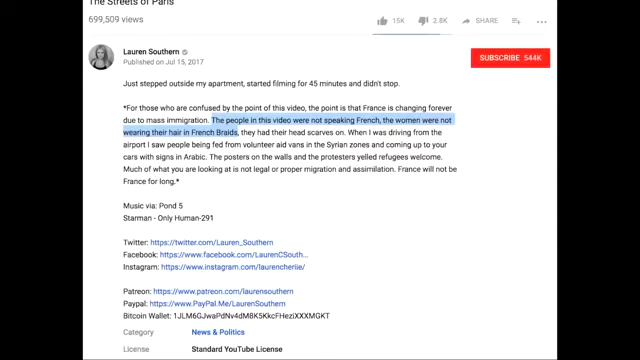 The Streets of Paris
699,509 views
15K 2.8K SHARE
Lauren Southern
Published on Jul 15, 2017
SUBSCRIBE 544K
Just stepped outside my apartment, started filming for 45 minutes and didn't stop.
*For those who are confused by the point of this video, the point is that France is changing forever
due to mass immigration. The people in this video were not speaking French, the women were not
wearing their hair in French Braids, they had their head scarves on. When I was driving from the
airport I saw people being fed from volunteer aid vans in the Syrian zones and coming up to your
cars with signs in Arabic. The posters on the walls and the protesters yelled refugees welcome.
Much of what you are looking at is not legal or proper migration and assimilation. France will not be
France for long.*
Music via: Pond 5
Starman - Only Human-291
Twitter: https://twitter.com/Lauren_Southern
Facebook: https://www.facebook.com/LaurenCSouth...
Instagram: https://www.instagram.com/laurencheriie/
Patreon: https://www.patreon.com/laurensouthern
Paypal: https://www.PayPal.Me/LaurenSouthern
Bitcoin Wallet: 1JLM6GJwaPdNv4dM8K5KkcFHeziXXXMGKT
Category News & Politics
License Standard YouTube License